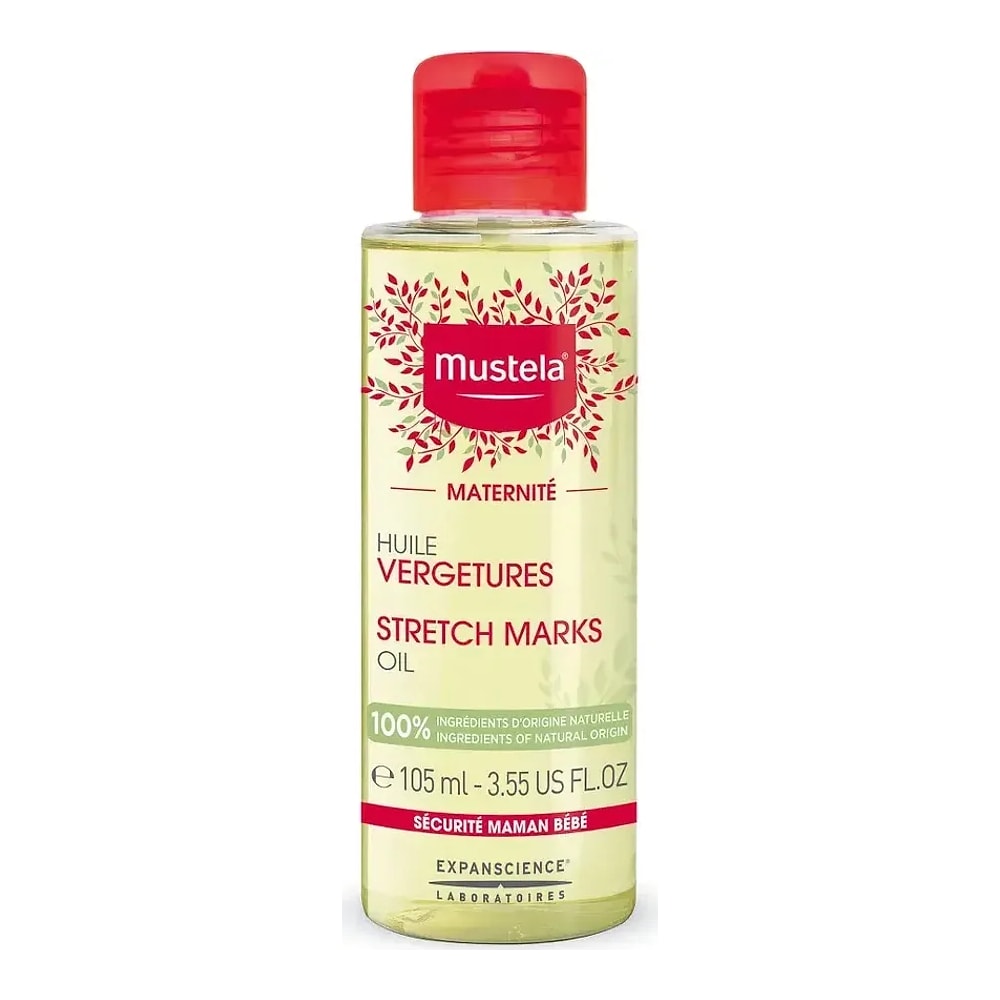 mustela®
MATERNITÉ
HUILE
VERGETURES
STRETCH MARKS
OIL
100% INGRÉDIENTS D'ORIGINE NATURELLE
INGREDIENTS OF NATURAL ORIGIN
℮ 105 ml - 3.55 US FL.OZ
SÉCURITÉ MAMAN BÉBÉ
EXPANSCIENCE®
LABORATOIRES